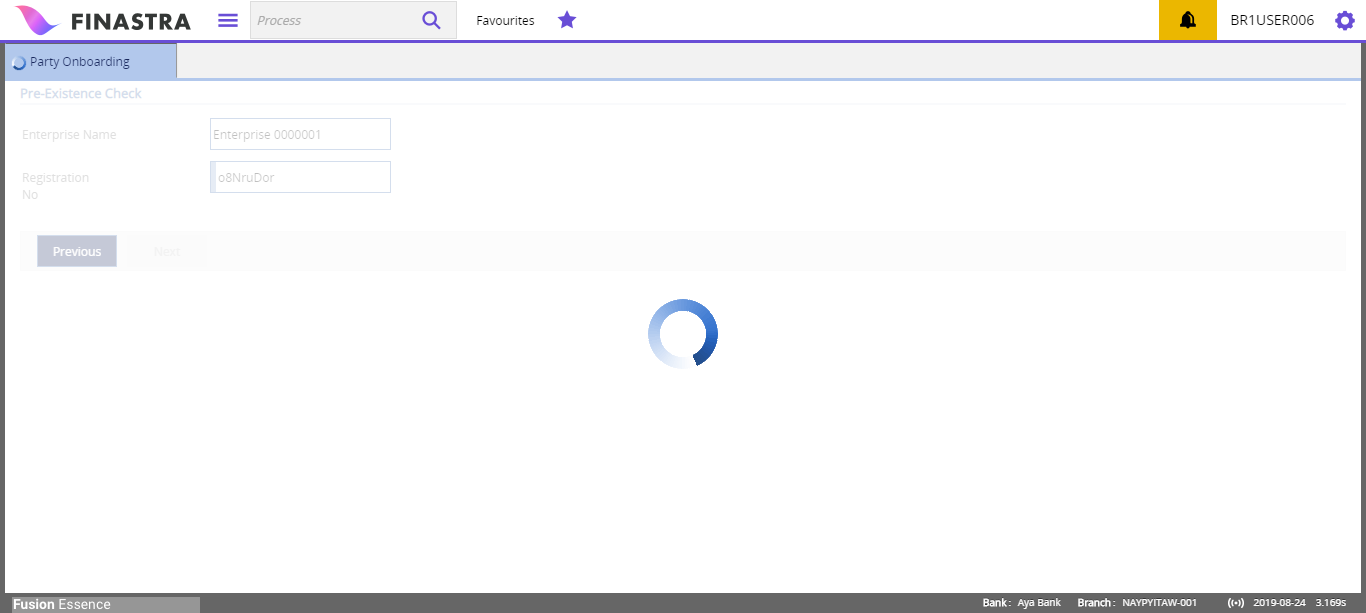 FINASTRA Process Favourites BR1USER006
Party Onboarding
Pre-Existence Check
Enterprise Name Enterprise 0000001
Registration o8NruDor
No
Previous Next
Fusion Essence Bank : Aya Bank Branch : NAYPYITAW-001 2019-08-24 3.169s